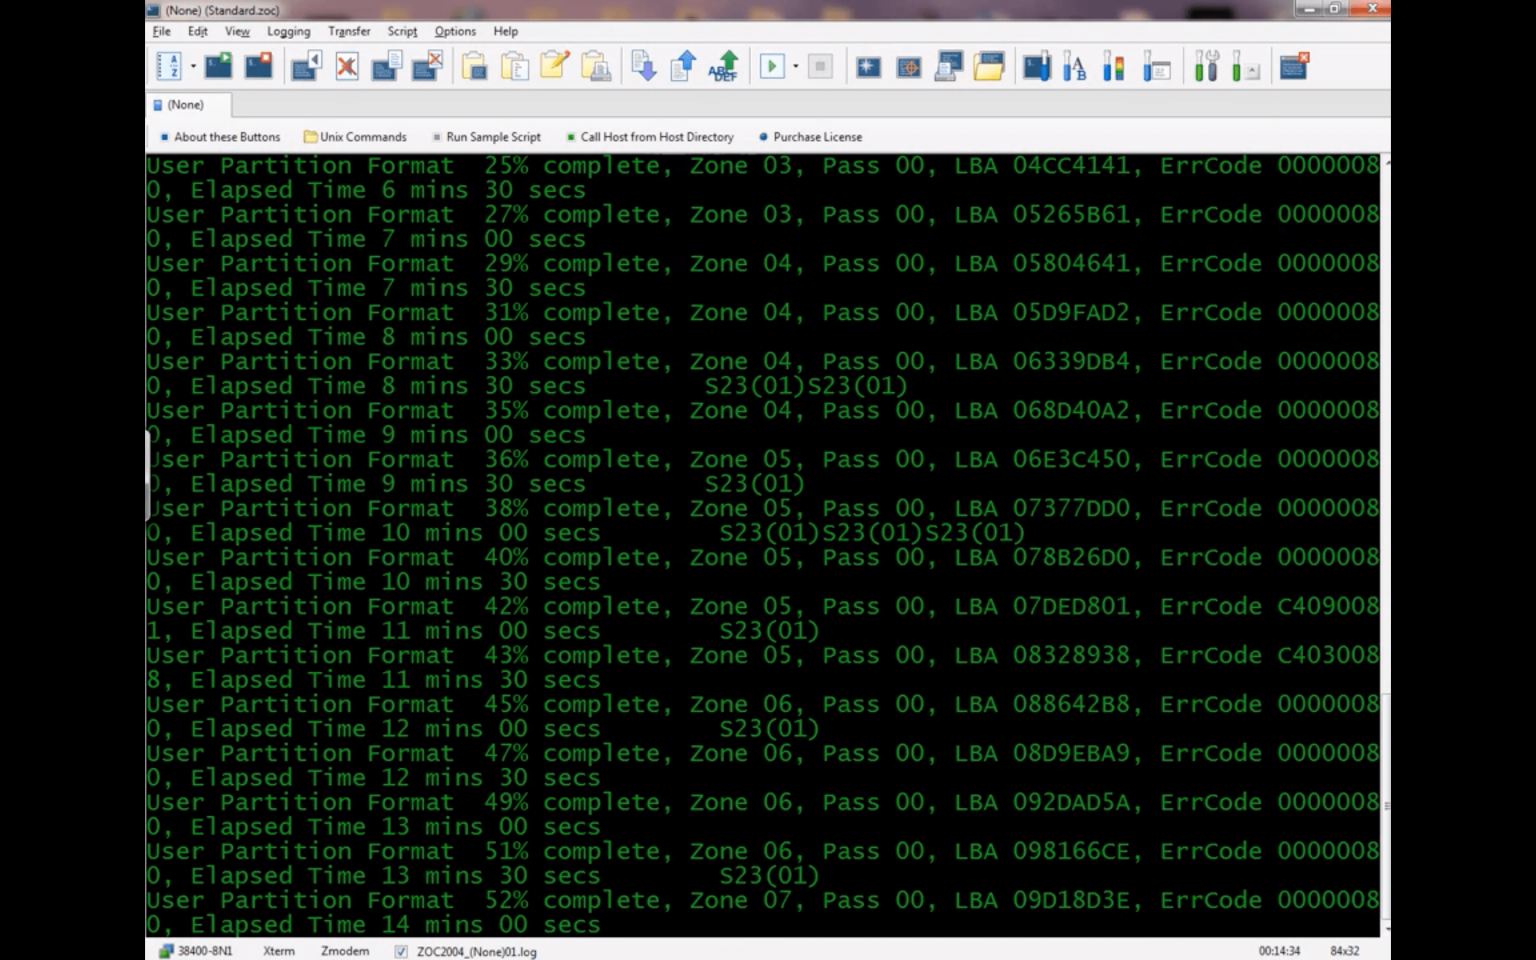 (None) (Standard.zoc)
File Edit View Logging Transfer Script Options Help
(None)
About these Buttons Unix Commands Run Sample Script Call Host from Host Directory Purchase License
User Partition Format  25% complete, Zone 03, Pass 00, LBA 04CC4141, ErrCode 0000008
0, Elapsed Time 6 mins 30 secs
User Partition Format  27% complete, Zone 03, Pass 00, LBA 05265B61, ErrCode 0000008
0, Elapsed Time 7 mins 00 secs
User Partition Format  29% complete, Zone 04, Pass 00, LBA 05804641, ErrCode 0000008
0, Elapsed Time 7 mins 30 secs
User Partition Format  31% complete, Zone 04, Pass 00, LBA 05D9FAD2, ErrCode 0000008
0, Elapsed Time 8 mins 00 secs
User Partition Format  33% complete, Zone 04, Pass 00, LBA 06339DB4, ErrCode 0000008
0, Elapsed Time 8 mins 30 secs        S23(01)S23(01)
User Partition Format  35% complete, Zone 04, Pass 00, LBA 068D40A2, ErrCode 0000008
0, Elapsed Time 9 mins 00 secs
User Partition Format  36% complete, Zone 05, Pass 00, LBA 06E3C450, ErrCode 0000008
0, Elapsed Time 9 mins 30 secs        S23(01)
User Partition Format  38% complete, Zone 05, Pass 00, LBA 07377DD0, ErrCode 0000008
0, Elapsed Time 10 mins 00 secs        S23(01)S23(01)S23(01)
User Partition Format  40% complete, Zone 05, Pass 00, LBA 078B26D0, ErrCode 0000008
0, Elapsed Time 10 mins 30 secs
User Partition Format  42% complete, Zone 05, Pass 00, LBA 07DED801, ErrCode C409008
1, Elapsed Time 11 mins 00 secs        S23(01)
User Partition Format  43% complete, Zone 05, Pass 00, LBA 08328938, ErrCode C403008
8, Elapsed Time 11 mins 30 secs
User Partition Format  45% complete, Zone 06, Pass 00, LBA 088642B8, ErrCode 0000008
0, Elapsed Time 12 mins 00 secs        S23(01)
User Partition Format  47% complete, Zone 06, Pass 00, LBA 08D9EBA9, ErrCode 0000008
0, Elapsed Time 12 mins 30 secs
User Partition Format  49% complete, Zone 06, Pass 00, LBA 092DAD5A, ErrCode 0000008
0, Elapsed Time 13 mins 00 secs
User Partition Format  51% complete, Zone 06, Pass 00, LBA 098166CE, ErrCode 0000008
0, Elapsed Time 13 mins 30 secs        S23(01)
User Partition Format  52% complete, Zone 07, Pass 00, LBA 09D18D3E, ErrCode 0000008
0, Elapsed Time 14 mins 00 secs
38400-8N1 Xterm Zmodem ZOC2004_(None)01.log 00:14:34 84x32